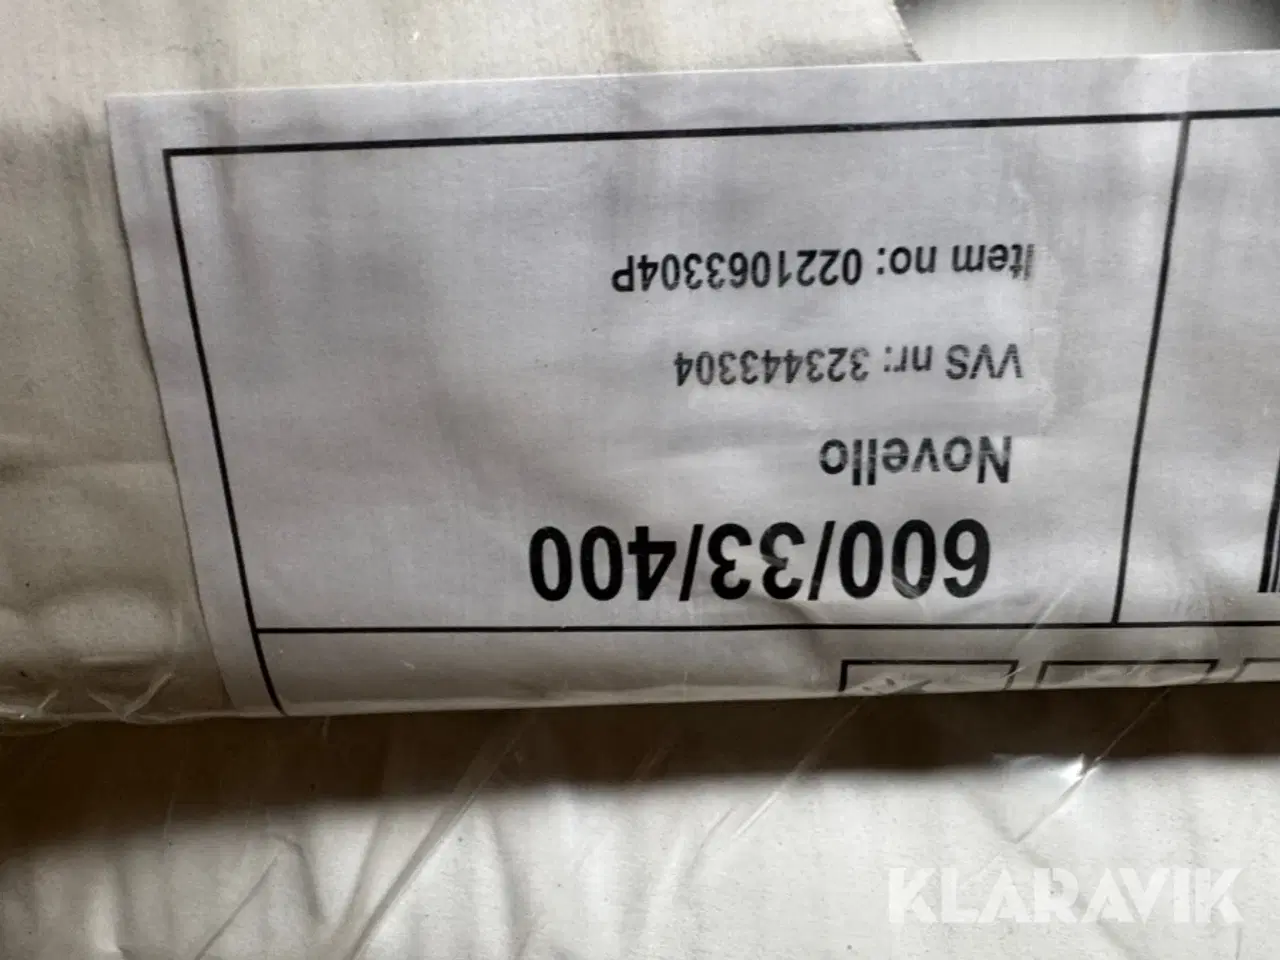 600/33/400
Novello
VVS nr: 323443304
Item no: 0221063304P
KLARAVIK